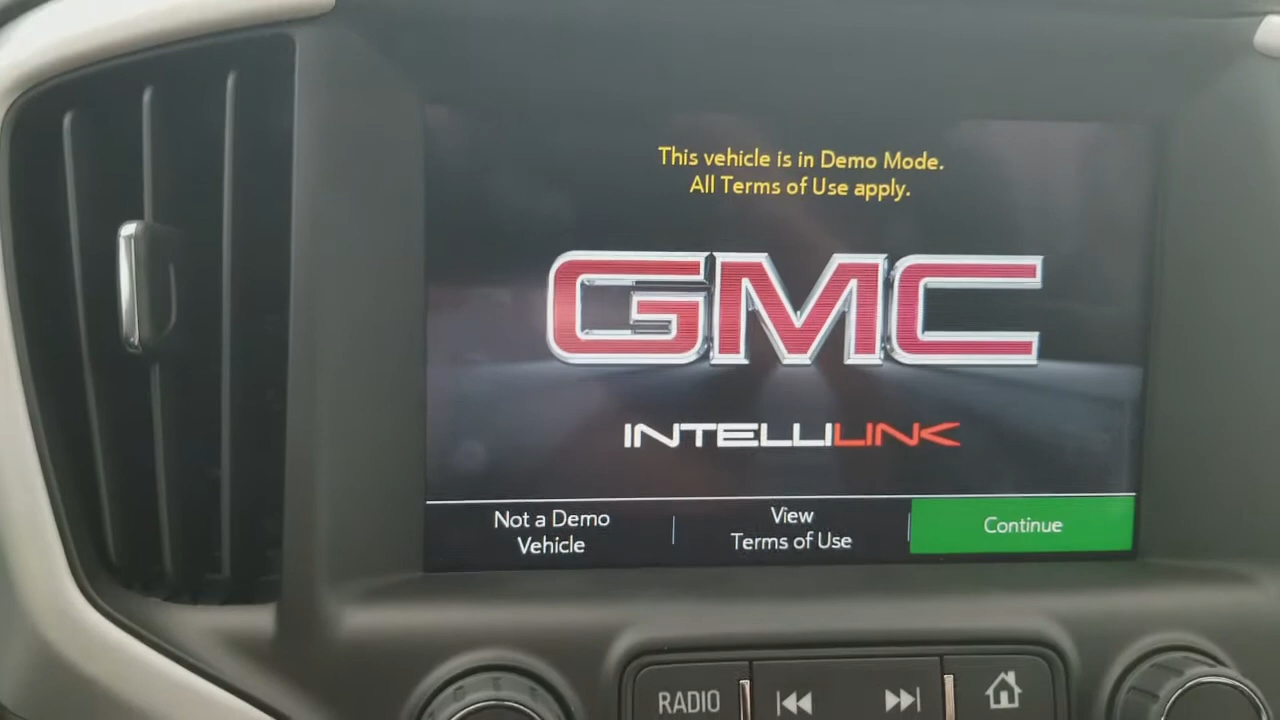 This vehicle is in Demo Mode.
All Terms of Use apply.
GMC
INTELLILINK
Not a Demo
Vehicle
View
Terms of Use
Continue
RADIO